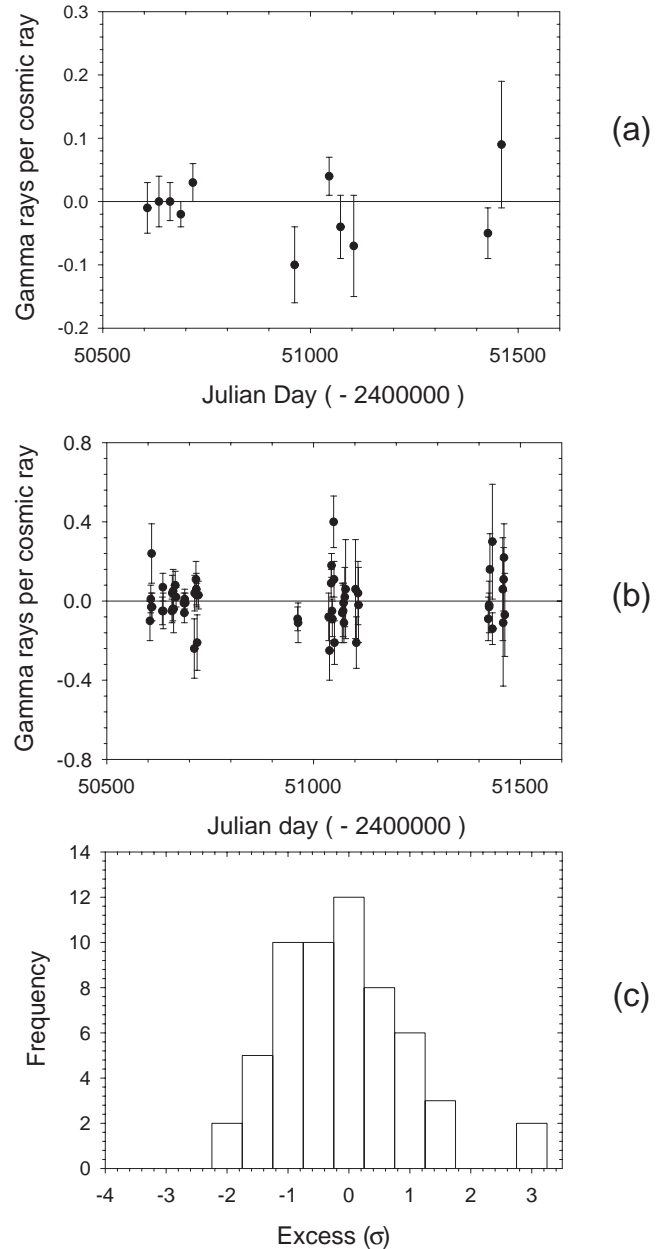 0.3
0.2
0.1
0.0
-0.1
-0.2
Gamma rays per cosmic ray
(a)
50500 51000 51500
Julian Day ( - 2400000 )
0.8
0.4
0.0
-0.4
-0.8
Gamma rays per cosmic ray
(b)
50500 51000 51500
Julian day ( - 2400000 )
14
12
10
8
6
4
2
0
Frequency
(c)
-4 -3 -2 -1 0 1 2 3
Excess (σ)